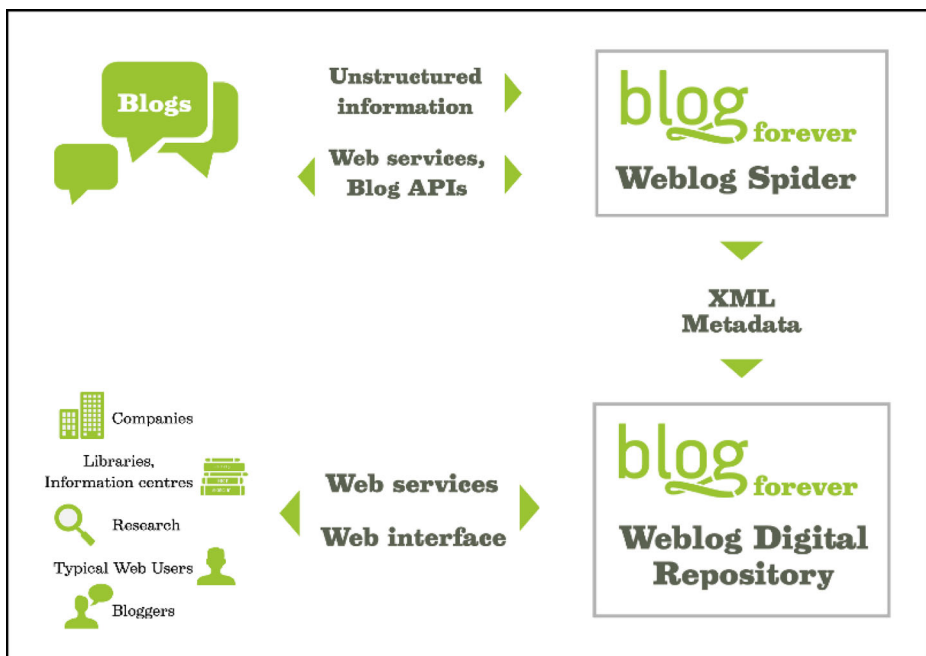 Blogs
Unstructured
information
Web services,
Blog APIs
blog
forever
Weblog Spider
XML
Metadata
Companies
Libraries,
Information centres
Research
Typical Web Users
Bloggers
Web services
Web interface
blog
forever
Weblog Digital
Repository